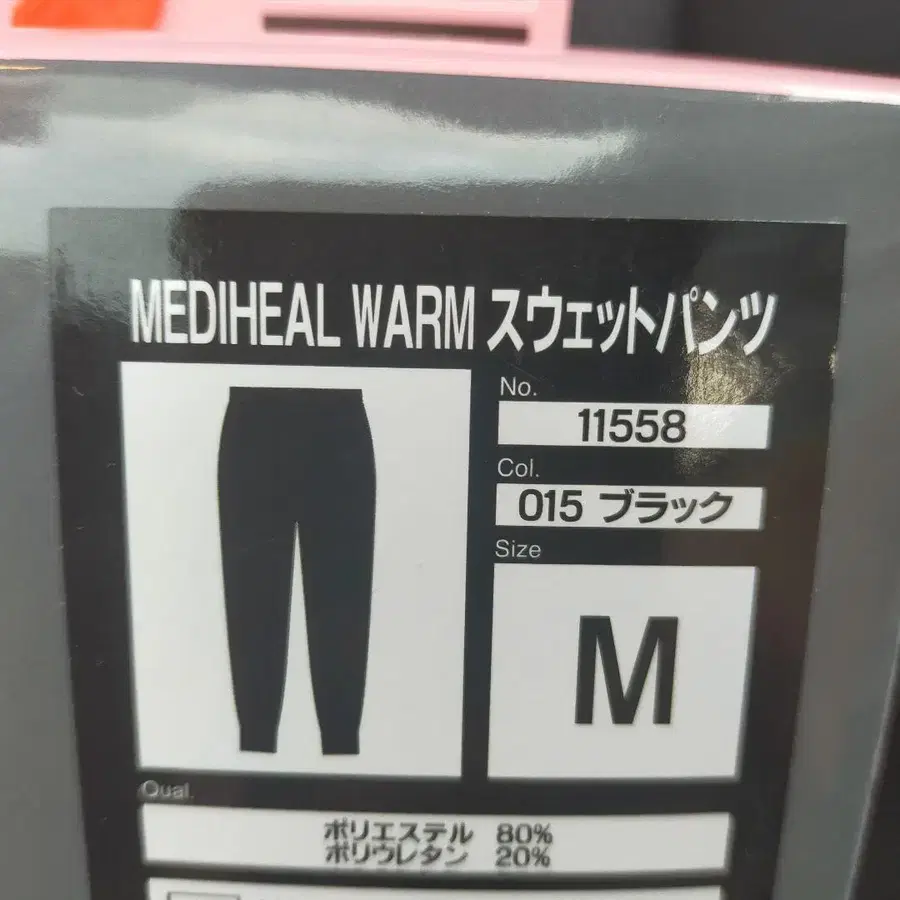 MEDIHEAL WARM スウェットパンツ
No.
11558
Col.
015 ブラック
Size
M
Qual.
ポリエステル 80%
ポリウレタン 20%